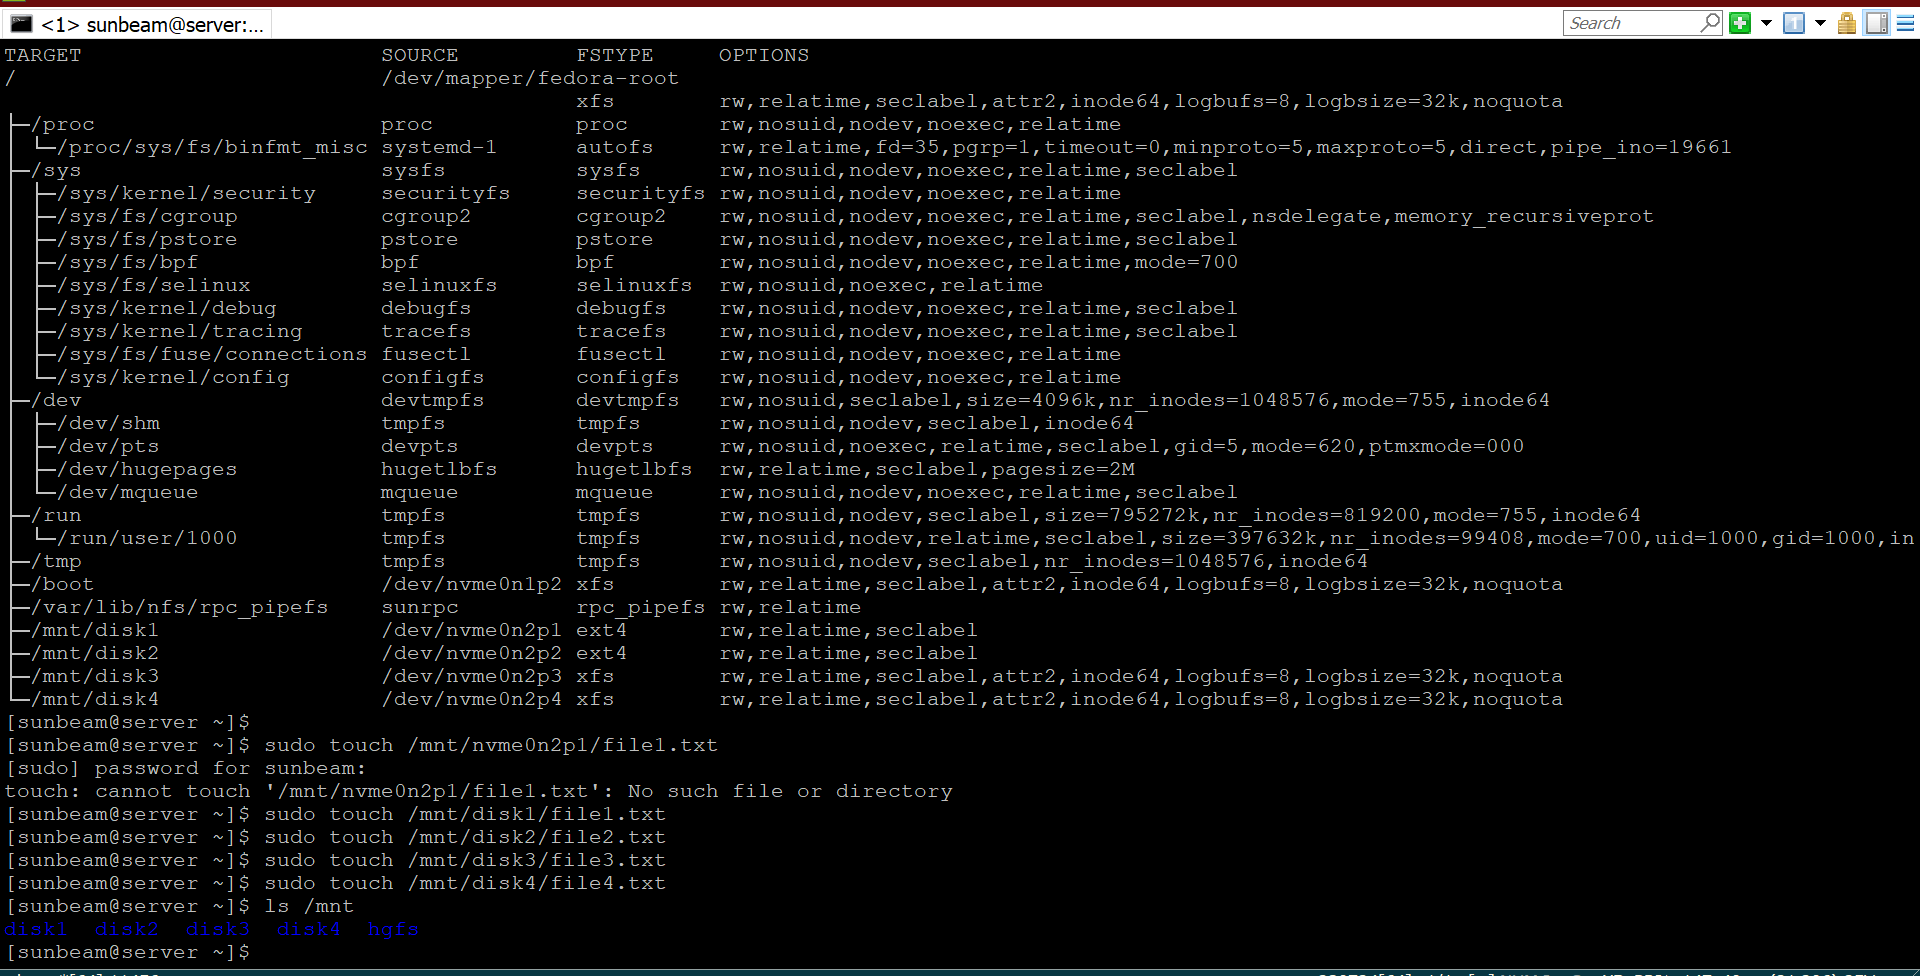 <1> sunbeam@server:...
Search
1
TARGET SOURCE FSTYPE OPTIONS
/ /dev/mapper/fedora-root
xfs rw,relatime,seclabel,attr2,inode64,logbufs=8,logbsize=32k,noquota
├─/proc proc proc rw,nosuid,nodev,noexec,relatime
│ └─/proc/sys/fs/binfmt_misc systemd-1 autofs rw,relatime,fd=35,pgrp=1,timeout=0,minproto=5,maxproto=5,direct,pipe_ino=19661
├─/sys sysfs sysfs rw,nosuid,nodev,noexec,relatime,seclabel
│ ├─/sys/kernel/security securityfs securityfs rw,nosuid,nodev,noexec,relatime
│ ├─/sys/fs/cgroup cgroup2 cgroup2 rw,nosuid,nodev,noexec,relatime,seclabel,nsdelegate,memory_recursiveprot
│ ├─/sys/fs/pstore pstore pstore rw,nosuid,nodev,noexec,relatime,seclabel
│ ├─/sys/fs/bpf bpf bpf rw,nosuid,nodev,noexec,relatime,mode=700
│ ├─/sys/fs/selinux selinuxfs selinuxfs rw,nosuid,noexec,relatime
│ ├─/sys/kernel/debug debugfs debugfs rw,nosuid,nodev,noexec,relatime,seclabel
│ ├─/sys/kernel/tracing tracefs tracefs rw,nosuid,nodev,noexec,relatime,seclabel
│ ├─/sys/fs/fuse/connections fusectl fusectl rw,nosuid,nodev,noexec,relatime
│ └─/sys/kernel/config configfs configfs rw,nosuid,nodev,noexec,relatime
├─/dev devtmpfs devtmpfs rw,nosuid,seclabel,size=4096k,nr_inodes=1048576,mode=755,inode64
│ ├─/dev/shm tmpfs tmpfs rw,nosuid,nodev,seclabel,inode64
│ ├─/dev/pts devpts devpts rw,nosuid,noexec,relatime,seclabel,gid=5,mode=620,ptmxmode=000
│ ├─/dev/hugepages hugetlbfs hugetlbfs rw,relatime,seclabel,pagesize=2M
│ └─/dev/mqueue mqueue mqueue rw,nosuid,nodev,noexec,relatime,seclabel
├─/run tmpfs tmpfs rw,nosuid,nodev,seclabel,size=795272k,nr_inodes=819200,mode=755,inode64
│ └─/run/user/1000 tmpfs tmpfs rw,nosuid,nodev,relatime,seclabel,size=397632k,nr_inodes=99408,mode=700,uid=1000,gid=1000,in
├─/tmp tmpfs tmpfs rw,nosuid,nodev,seclabel,nr_inodes=1048576,inode64
├─/boot /dev/nvme0n1p2 xfs rw,relatime,seclabel,attr2,inode64,logbufs=8,logbsize=32k,noquota
├─/var/lib/nfs/rpc_pipefs sunrpc rpc_pipefs rw,relatime
├─/mnt/disk1 /dev/nvme0n2p1 ext4 rw,relatime,seclabel
├─/mnt/disk2 /dev/nvme0n2p2 ext4 rw,relatime,seclabel
├─/mnt/disk3 /dev/nvme0n2p3 xfs rw,relatime,seclabel,attr2,inode64,logbufs=8,logbsize=32k,noquota
└─/mnt/disk4 /dev/nvme0n2p4 xfs rw,relatime,seclabel,attr2,inode64,logbufs=8,logbsize=32k,noquota
[sunbeam@server ~]$
[sunbeam@server ~]$ sudo touch /mnt/nvme0n2p1/file1.txt
[sudo] password for sunbeam:
touch: cannot touch '/mnt/nvme0n2p1/file1.txt': No such file or directory
[sunbeam@server ~]$ sudo touch /mnt/disk1/file1.txt
[sunbeam@server ~]$ sudo touch /mnt/disk2/file2.txt
[sunbeam@server ~]$ sudo touch /mnt/disk3/file3.txt
[sunbeam@server ~]$ sudo touch /mnt/disk4/file4.txt
[sunbeam@server ~]$ ls /mnt
disk1 disk2 disk3 disk4 hgfs
[sunbeam@server ~]$